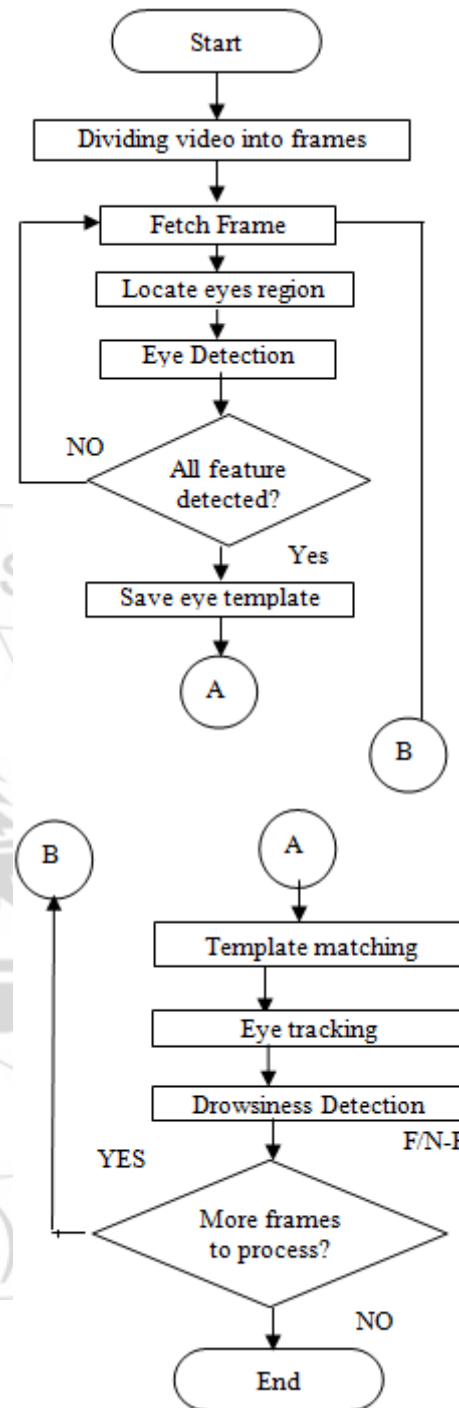 Start
Dividing video into frames
Fetch Frame
Locate eyes region
Eye Detection
NO
All feature
detected?
Yes
Save eye template
A
B
B
A
Template matching
Eye tracking
Drowsiness Detection
F/N-F
YES
More frames
to process?
NO
End